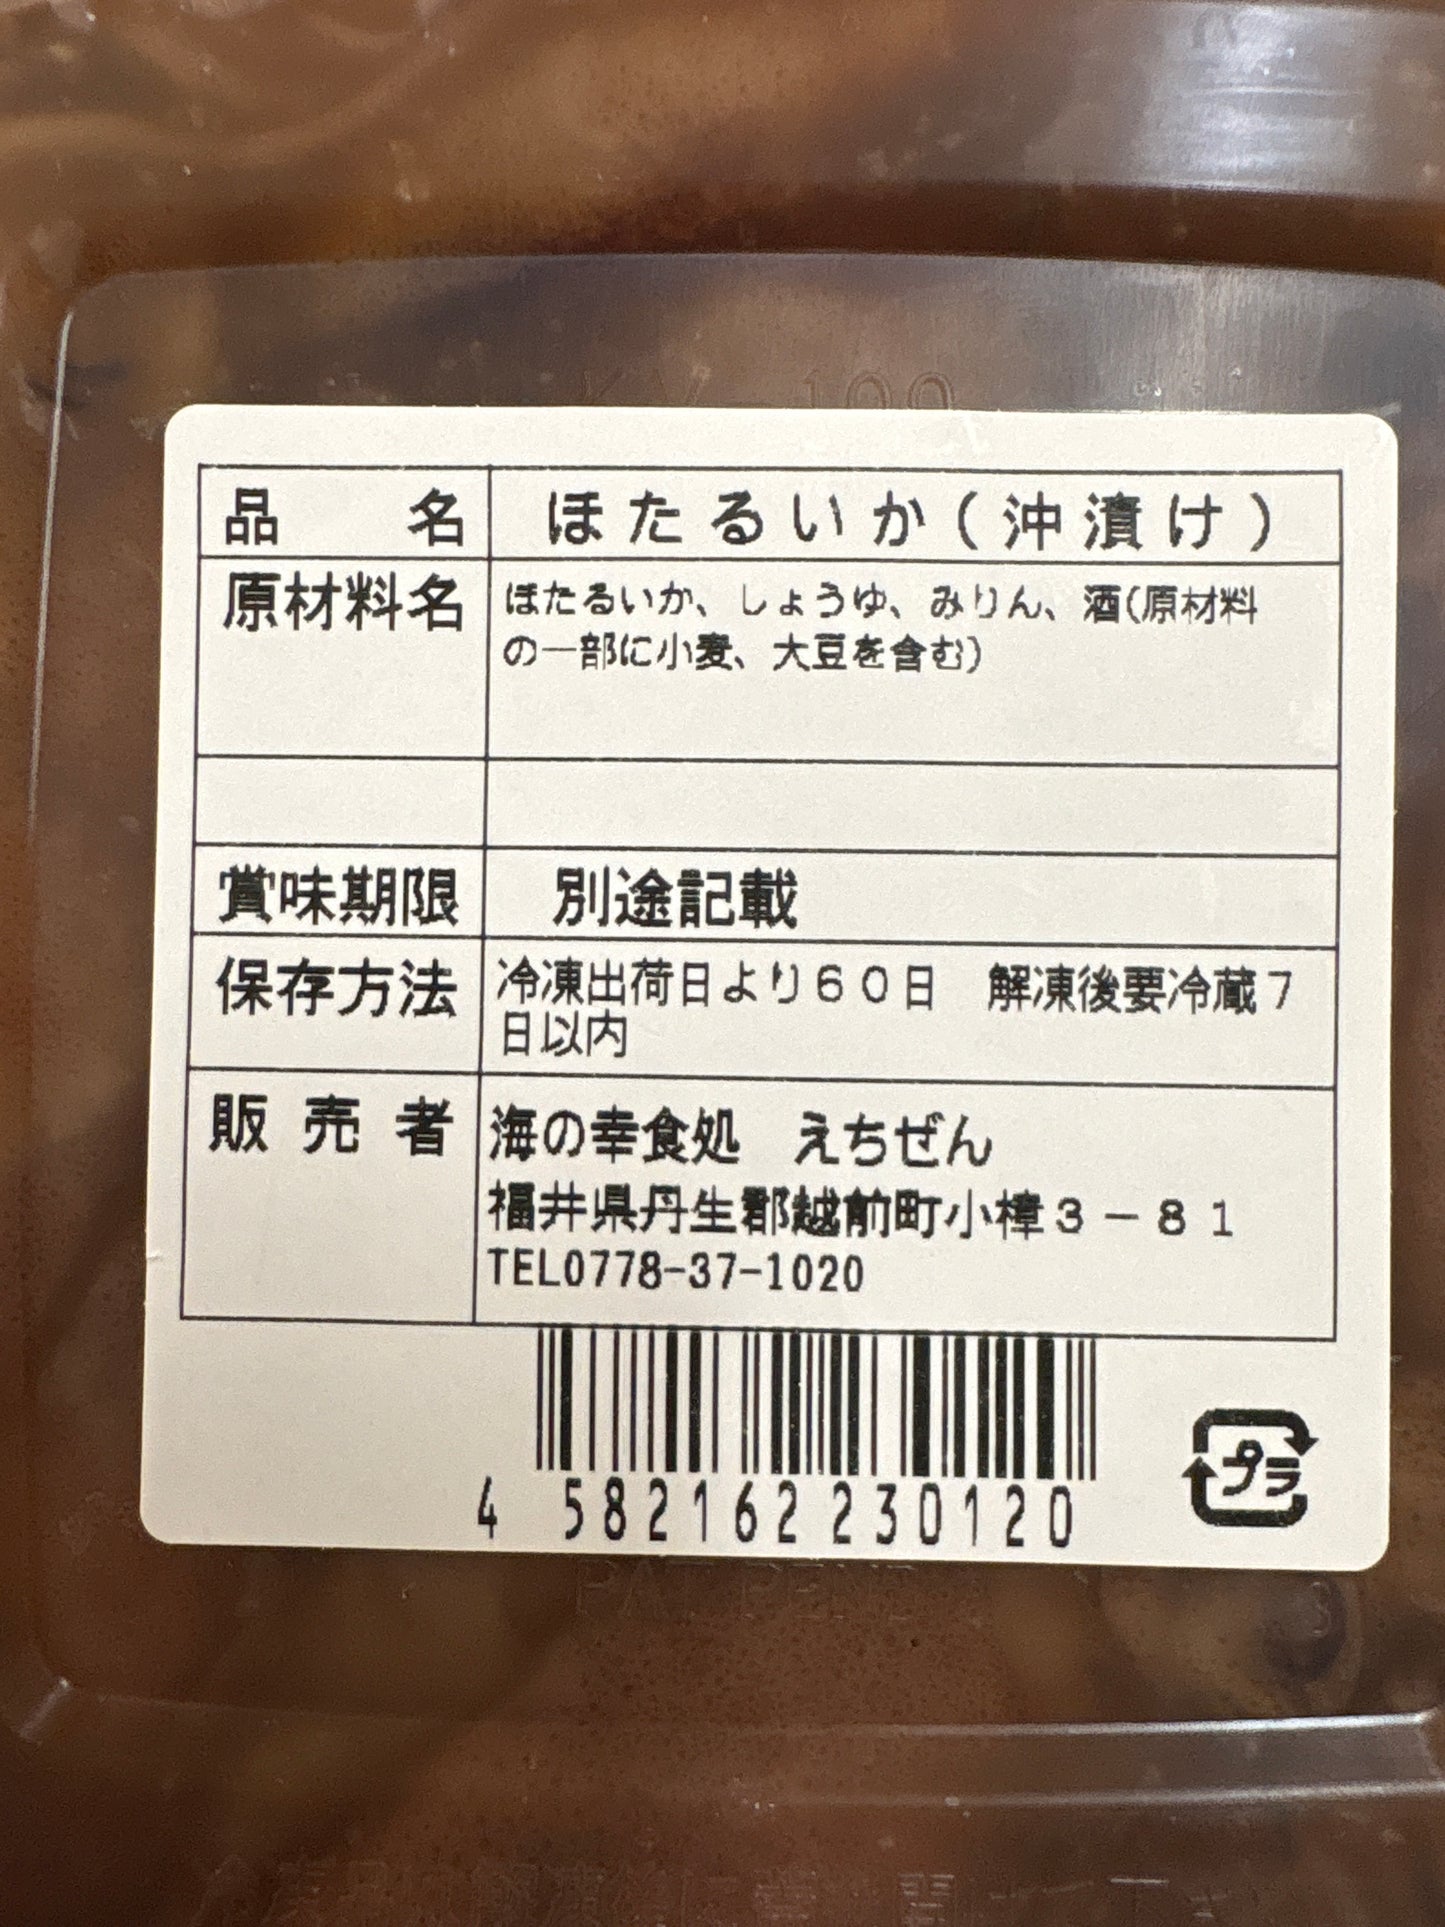 KV-100
品名 ほたるいか(沖漬け)
原材料名 ほたるいか、しょうゆ、みりん、酒(原材料
の一部に小麦、大豆を含む)
賞味期限 別途記載
保存方法 冷凍出荷日より60日 解凍後要冷蔵7
日以内
販売者 海の幸食処 えちぜん
福井県丹生郡越前町小樟3-81
TEL0778-37-1020
4 582162 230120
プラ